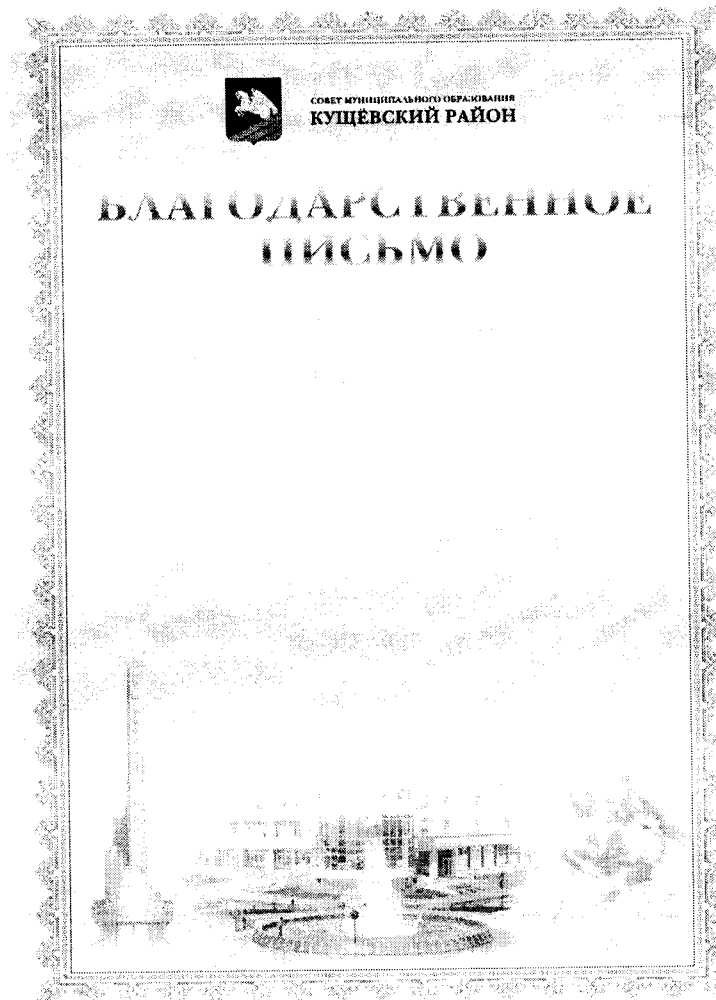 СОВЕТ МУНИЦИПАЛЬНОГО ОБРАЗОВАНИЯ
КУЩЁВСКИЙ РАЙОН
БЛАГОДАРСТВЕННОЕ
ПИСЬМО